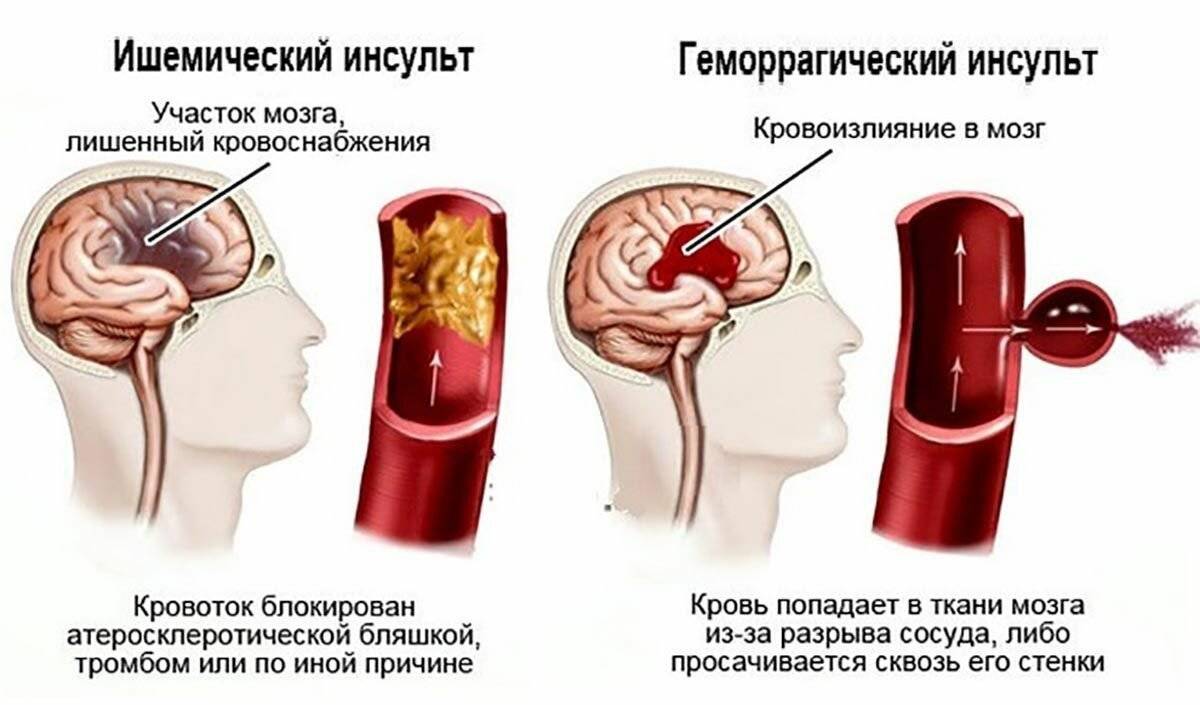 Ишемический инсульт
Участок мозга,
лишенный кровоснабжения
Кровоток блокирован
атеросклеротической бляшкой,
тромбом или по иной причине
Геморрагический инсульт
Кровоизлияние в мозг
Кровь попадает в ткани мозга
из-за разрыва сосуда, либо
просачивается сквозь его стенки